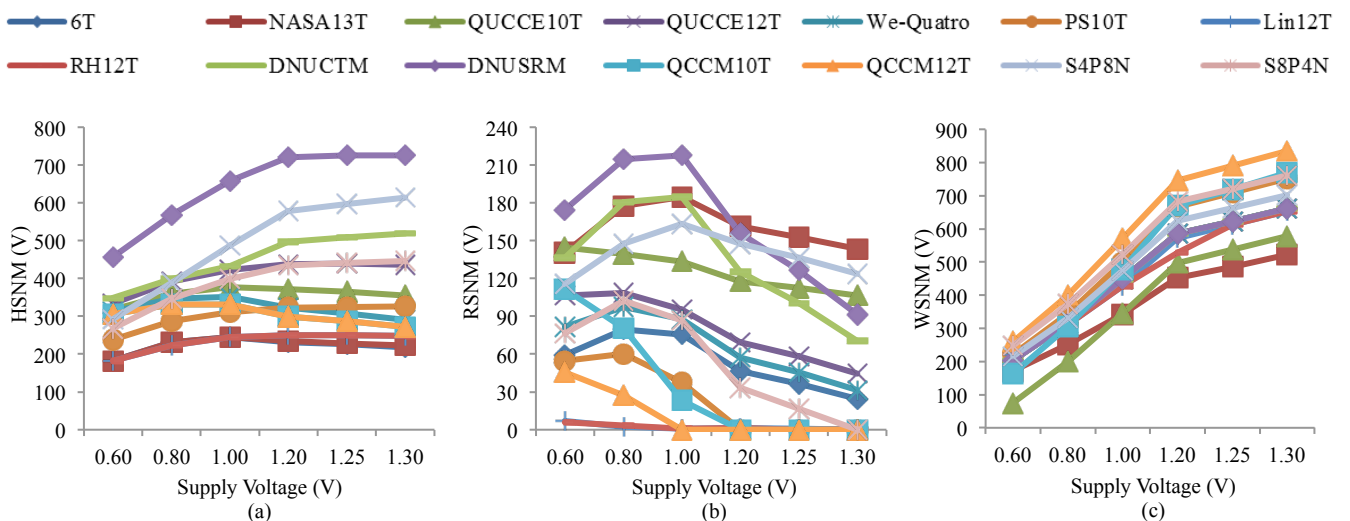 6T NASA13T QUCCE10T QUCCE12T We-Quatro PS10T Lin12T
RH12T DNUCTM DNUSRM QCCM10T QCCM12T S4P8N S8P4N
HSNM (V)
800
700
600
500
400
300
200
100
0
0.60 0.80 1.00 1.20 1.25 1.30
Supply Voltage (V)
(a)
RSNM (V)
240
210
180
150
120
90
60
30
0
0.60 0.80 1.00 1.20 1.25 1.30
Supply Voltage (V)
(b)
WSNM (V)
900
800
700
600
500
400
300
200
100
0
0.60 0.80 1.00 1.20 1.25 1.30
Supply Voltage (V)
(c)